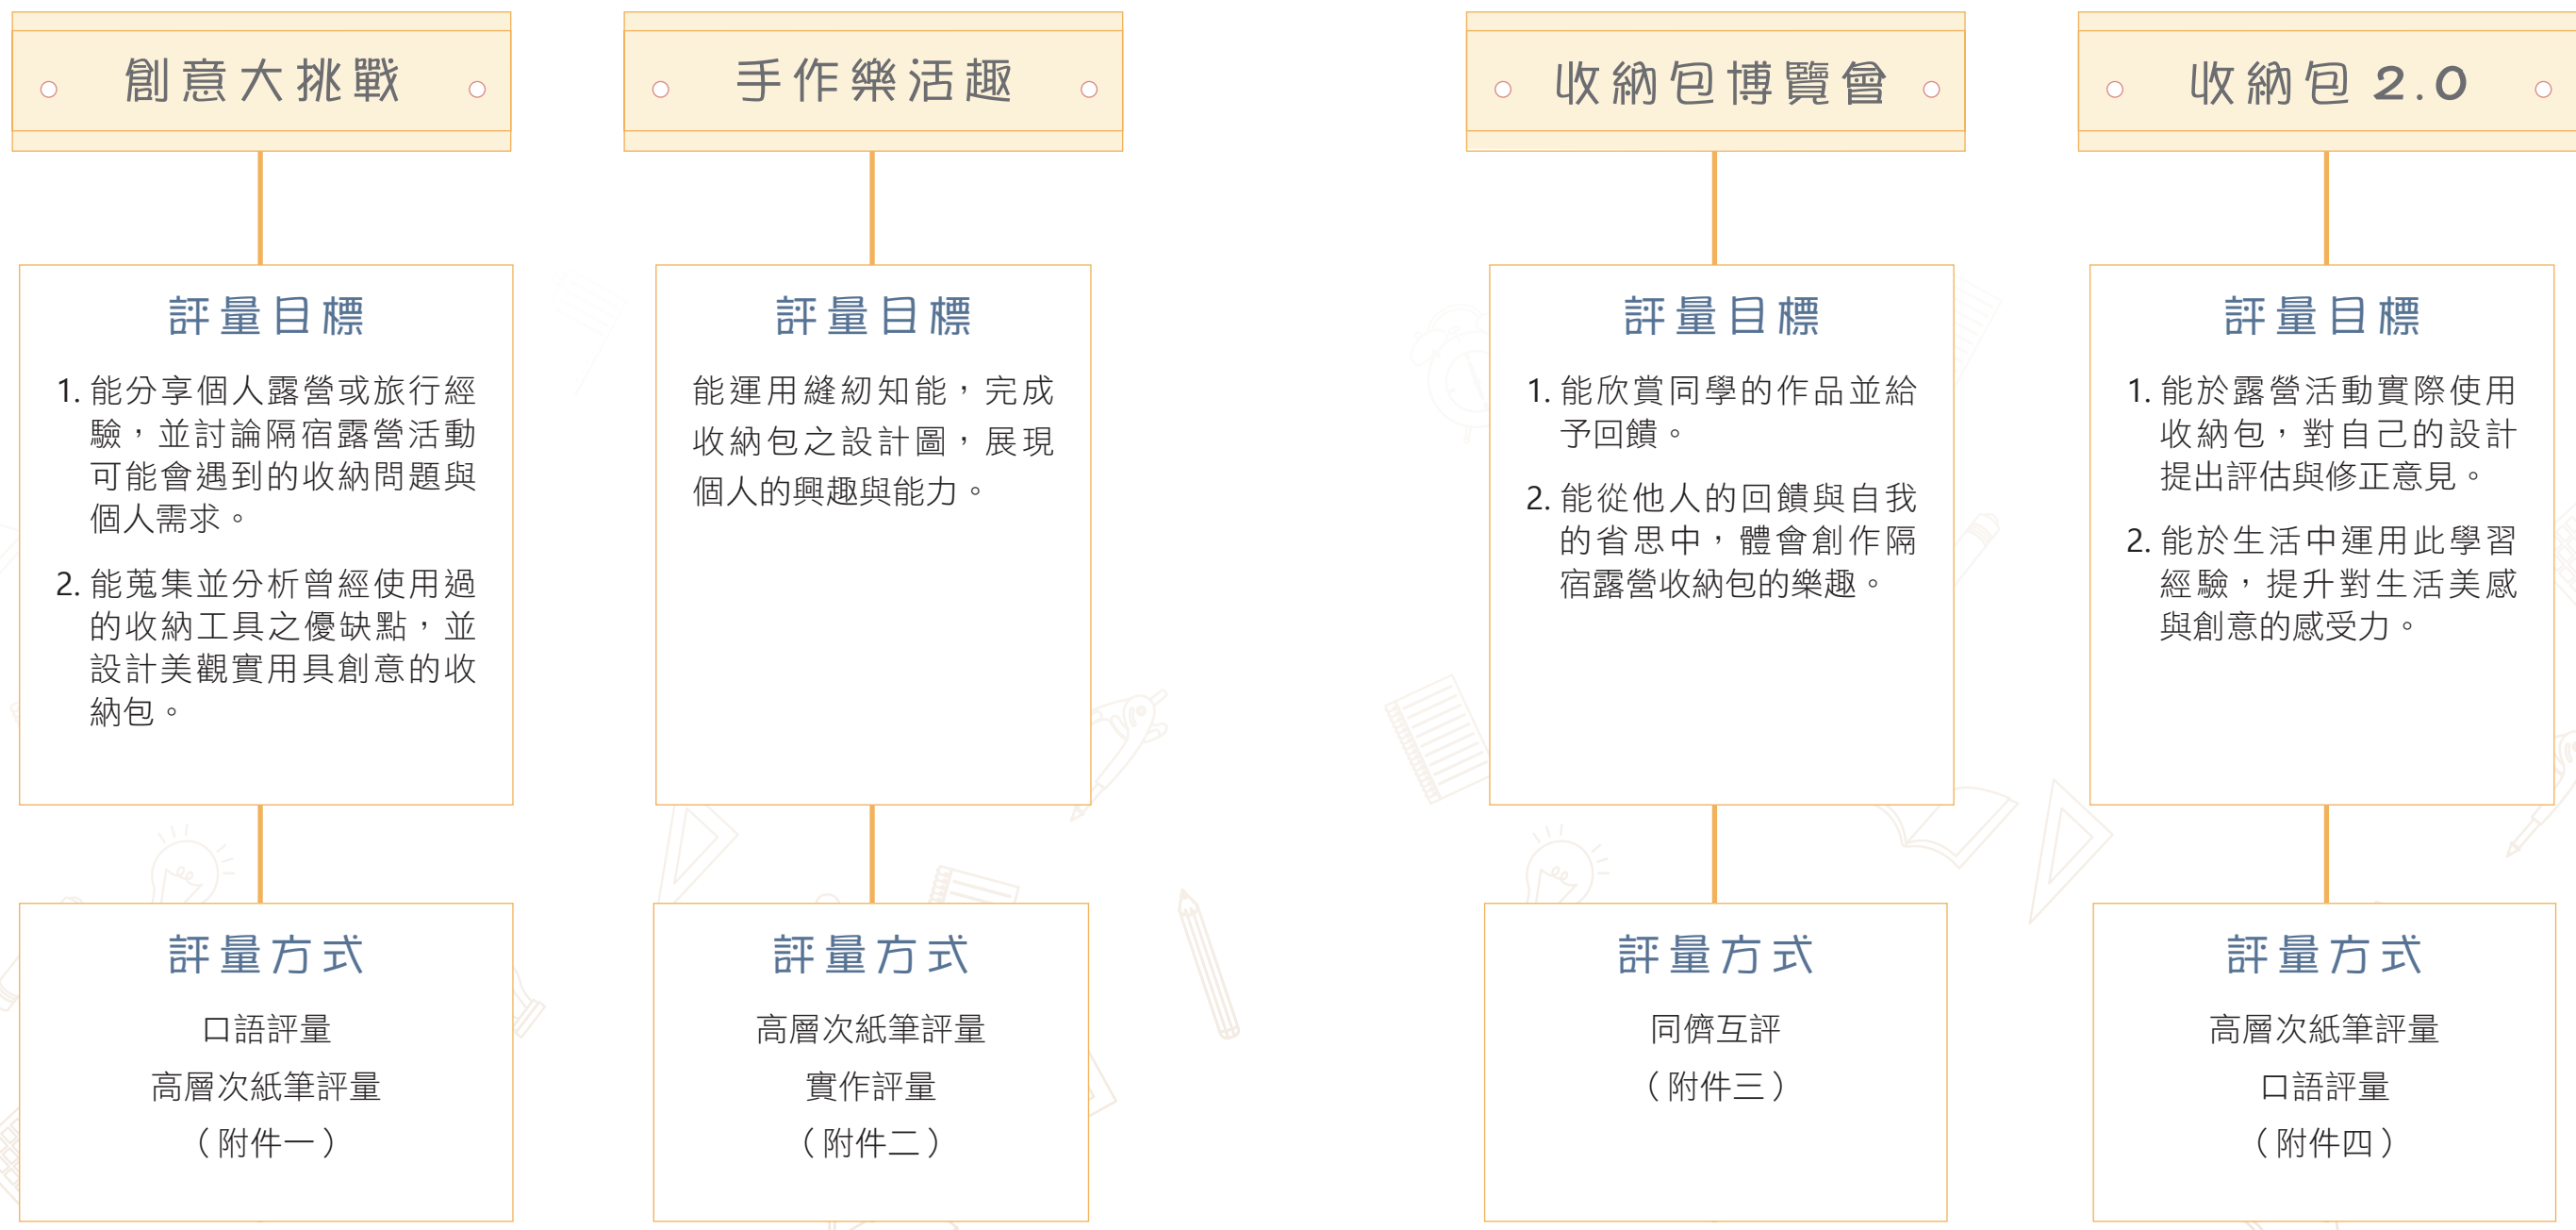 創意大挑戰
評量目標
1. 能分享個人露營或旅行經
驗，並討論隔宿露營活動
可能會遇到的收納問題與
個人需求。
2. 能蒐集並分析曾經使用過
的收納工具之優缺點，並
設計美觀實用具創意的收
納包。
評量方式
口語評量
高層次紙筆評量
（附件一）
手作樂活趣
評量目標
能運用縫紉知能，完成
收納包之設計圖，展現
個人的興趣與能力。
評量方式
高層次紙筆評量
實作評量
（附件二）
收納包博覽會
評量目標
1. 能欣賞同學的作品並給
予回饋。
2. 能從他人的回饋與自我
的省思中，體會創作隔
宿露營收納包的樂趣。
評量方式
同儕互評
（附件三）
收納包2.0
評量目標
1. 能於露營活動實際使用
收納包，對自己的設計
提出評估與修正意見。
2. 能於生活中運用此學習
經驗，提升對生活美感
與創意的感受力。
評量方式
高層次紙筆評量
口語評量
（附件四）